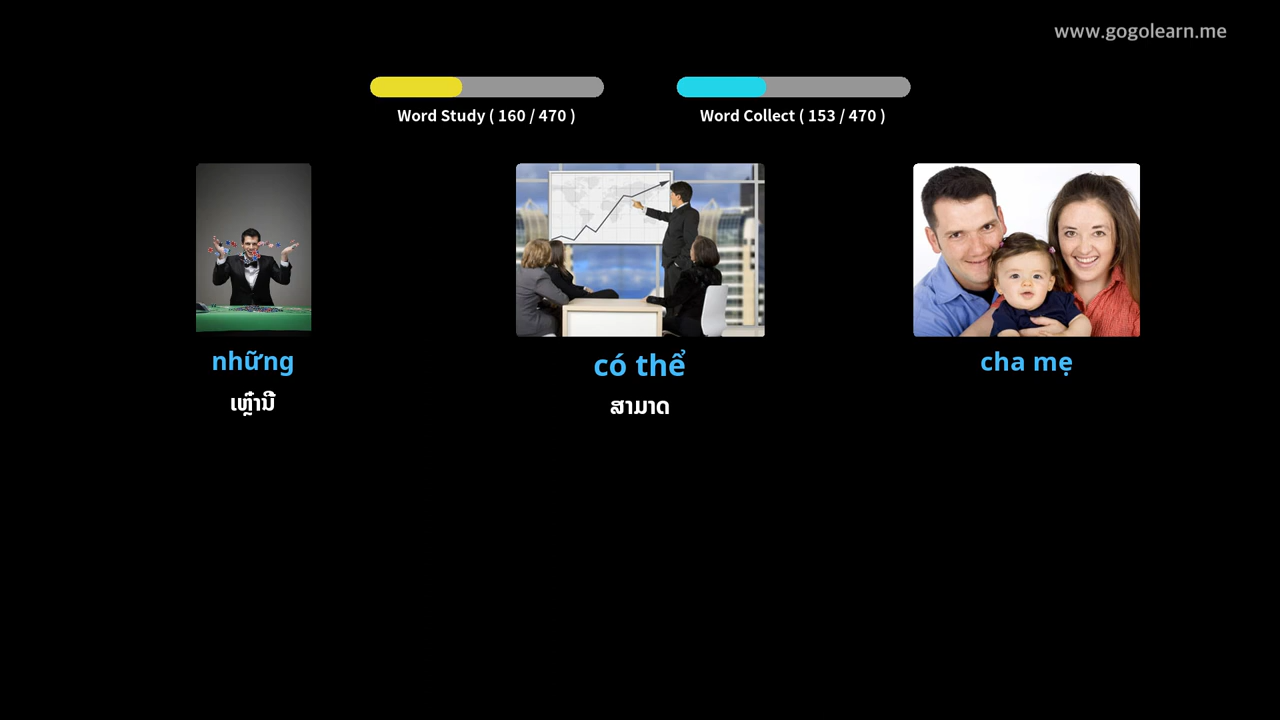 www.gogolearn.me
Word Study ( 160 / 470 )
Word Collect ( 153 / 470 )
những
có thể
cha mẹ
ເຫຼົ່ານີ້
ສາມາດ